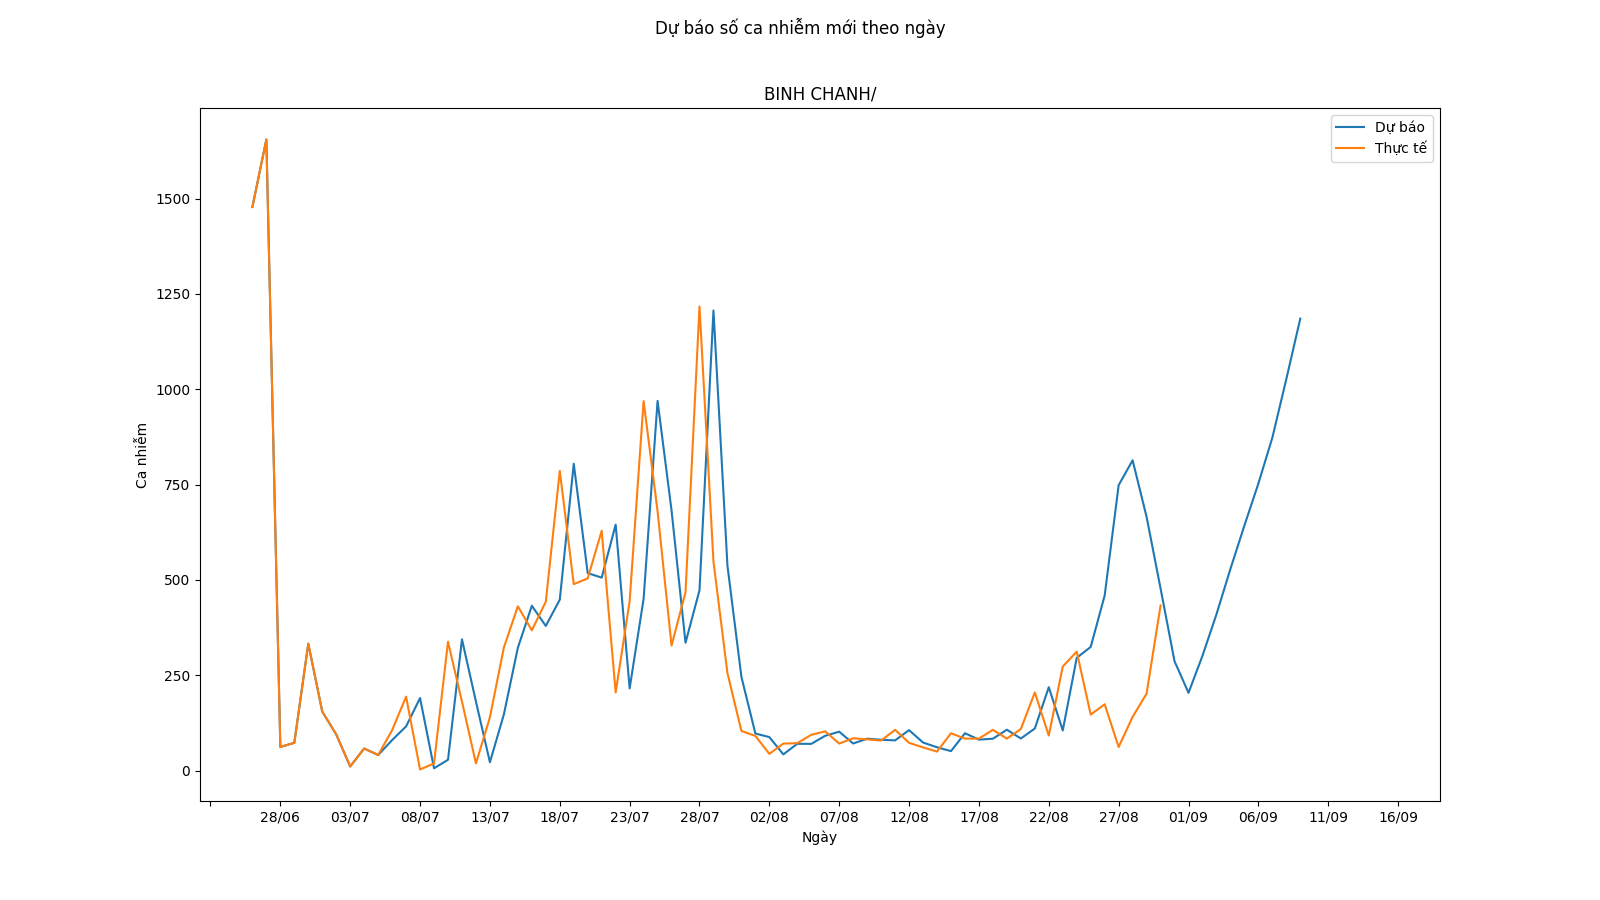 Dự báo số ca nhiễm mới theo ngày
BINH CHANH/
Dự báo
Thực tế
1500
1250
1000
750
500
250
0
Ca nhiễm
28/06 03/07 08/07 13/07 18/07 23/07 28/07 02/08 07/08 12/08 17/08 22/08 27/08 01/09 06/09 11/09 16/09
Ngày